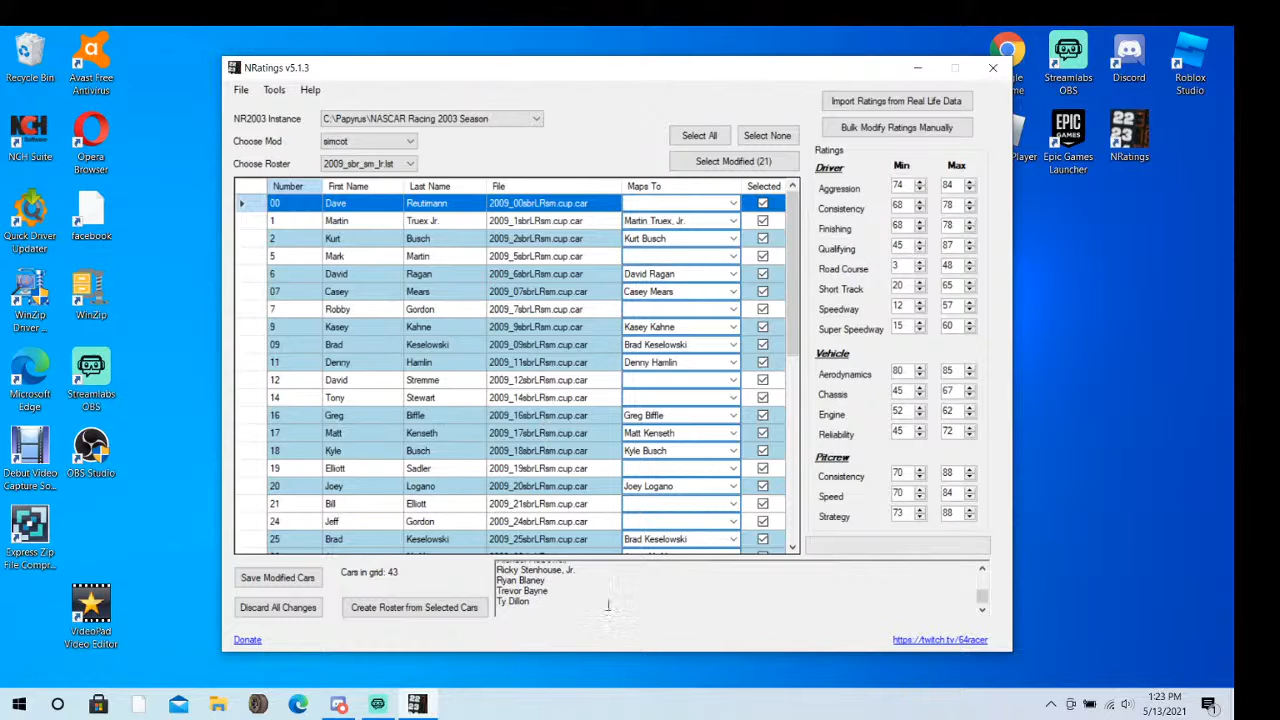 NRatings v5.1.3
File Tools Help
NR2003 Instance C:\Papyrus\NASCAR Racing 2003 Season
Choose Mod simcot
Choose Roster 2009_sbr_sm_lr.lst
Select All Select None
Select Modified (21)
Import Ratings from Real Life Data
Bulk Modify Ratings Manually
Number First Name Last Name File Maps To Selected
00 Dave Reutimann 2009_00sbrLRsm.cup.car
1 Martin Truex Jr. 2009_1sbrLRsm.cup.car Martin Truex, Jr.
2 Kurt Busch 2009_2sbrLRsm.cup.car Kurt Busch
5 Mark Martin 2009_5sbrLRsm.cup.car
6 David Ragan 2009_6sbrLRsm.cup.car David Ragan
07 Casey Mears 2009_07sbrLRsm.cup.car Casey Mears
7 Robby Gordon 2009_7sbrLRsm.cup.car
9 Kasey Kahne 2009_9sbrLRsm.cup.car Kasey Kahne
09 Brad Keselowski 2009_09sbrLRsm.cup.car Brad Keselowski
11 Denny Hamlin 2009_11sbrLRsm.cup.car Denny Hamlin
12 David Stremme 2009_12sbrLRsm.cup.car
14 Tony Stewart 2009_14sbrLRsm.cup.car
16 Greg Biffle 2009_16sbrLRsm.cup.car Greg Biffle
17 Matt Kenseth 2009_17sbrLRsm.cup.car Matt Kenseth
18 Kyle Busch 2009_18sbrLRsm.cup.car Kyle Busch
19 Elliott Sadler 2009_19sbrLRsm.cup.car
20 Joey Logano 2009_20sbrLRsm.cup.car Joey Logano
21 Bill Elliott 2009_21sbrLRsm.cup.car
24 Jeff Gordon 2009_24sbrLRsm.cup.car
25 Brad Keselowski 2009_25sbrLRsm.cup.car Brad Keselowski
Ratings
Driver Min Max
Aggression 74 84
Consistency 68 78
Finishing 68 78
Qualifying 45 87
Road Course 3 48
Short Track 20 65
Speedway 12 57
Super Speedway 15 60
Vehicle
Aerodynamics 80 85
Chassis 45 67
Engine 52 62
Reliability 45 72
Pitcrew
Consistency 70 88
Speed 70 84
Strategy 73 88
Save Modified Cars Cars in grid: 43
Discard All Changes Create Roster from Selected Cars
Ricky Stenhouse, Jr.
Ryan Blaney
Trevor Bayne
Ty Dillon
Donate
https://twitch.tv/64racer
Recycle Bin
Avast Free
Antivirus
NCH Suite
Opera
Browser
Quick Driver
Updater
facebook
WinZip
Driver ...
WinZip
Microsoft
Edge
Streamlabs
OBS
Debut Video
Capture So...
OBS Studio
Express Zip
File Compr...
VideoPad
Video Editor
Streamlabs
OBS
Discord
Roblox
Studio
Player
Epic Games
Launcher
22
23
NRatings
1:23 PM
5/13/2021